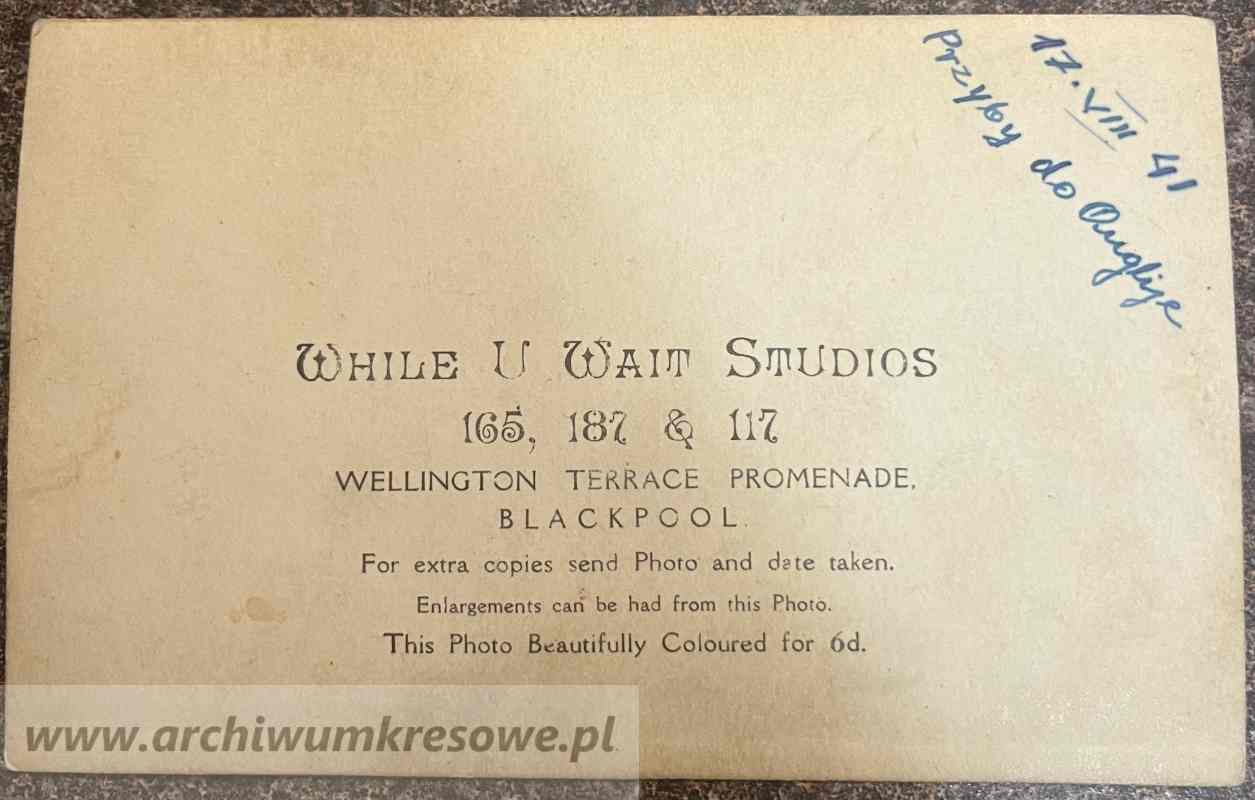 17. VIII 41
przyby do Anglije
WHILE U WAIT STUDIOS
165, 187 & 117
WELLINGTON TERRACE PROMENADE,
BLACKPOOL.
For extra copies send Photo and date taken.
Enlargements can be had from this Photo.
This Photo Beautifully Coloured for 6d.
www.archiwumkresowe.pl